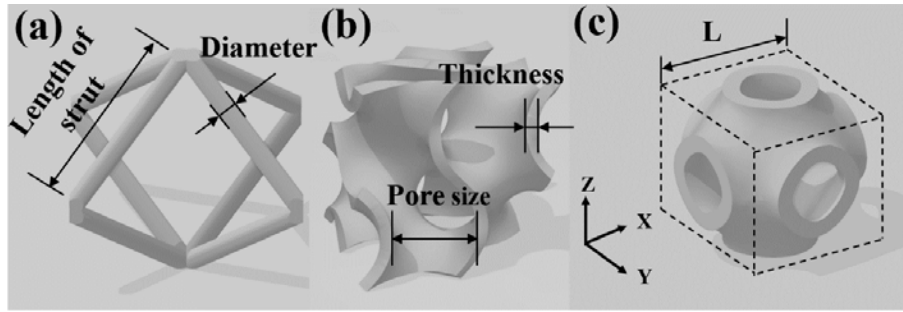 (a)
Length of
strut
Diameter
(b)
Thickness
Pore size
(c)
L
Z
X
Y